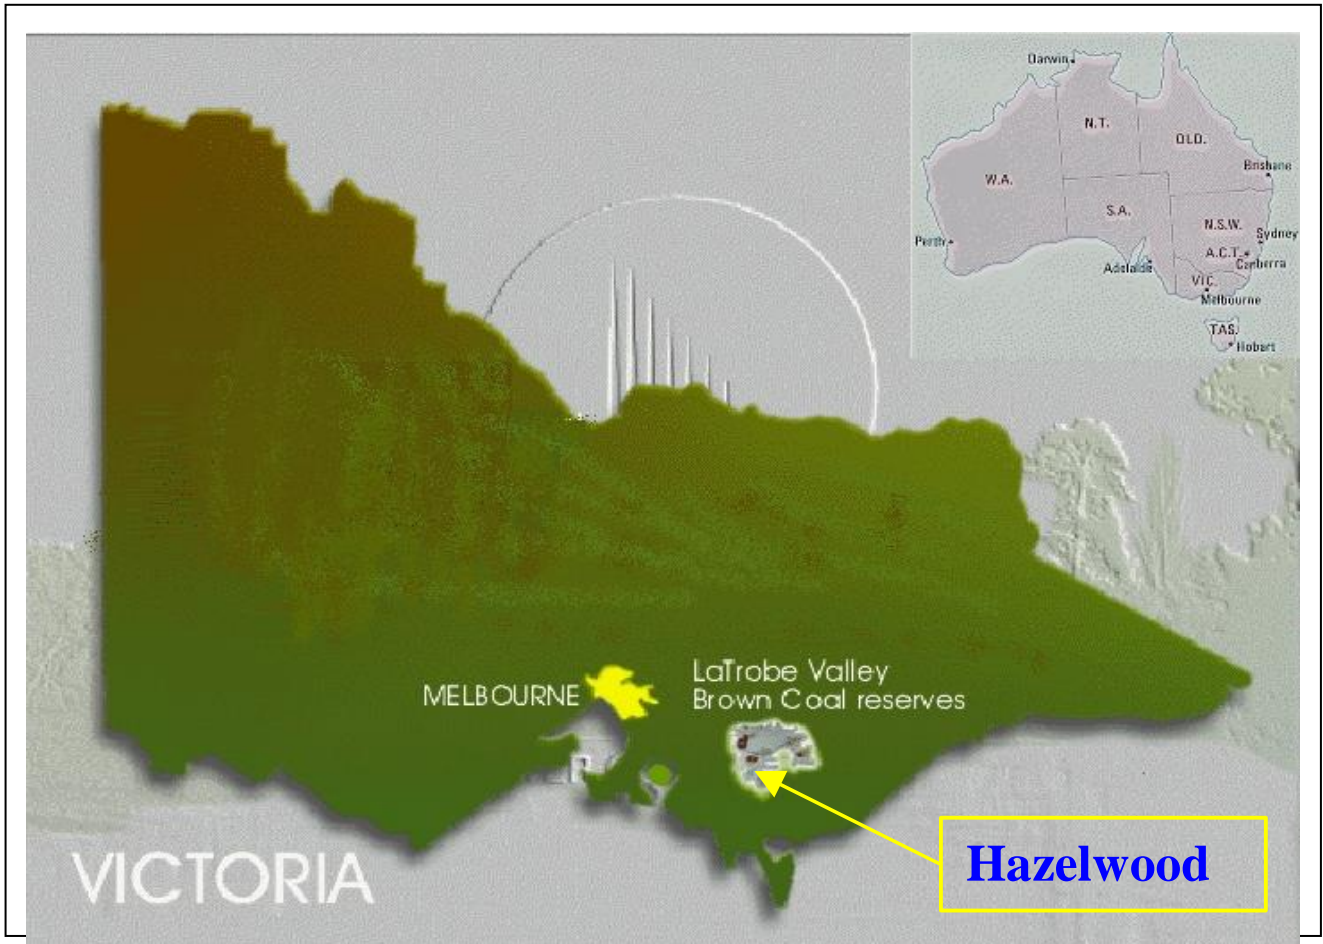 Darwin
N.T.
QLD.
Brisbane
W.A.
S.A.
N.S.W.
Sydney
Perth
A.C.T.
Canberra
Adelaide
VIC.
Melbourne
TAS.
Hobart
MELBOURNE
LaTrobe Valley
Brown Coal reserves
Hazelwood
VICTORIA